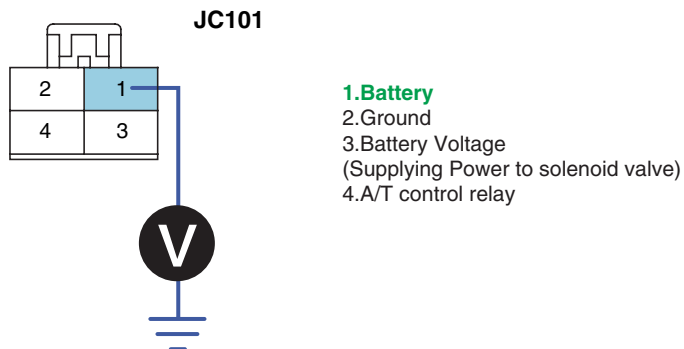 JC101
2 1
4 3
V
1.Battery
2.Ground
3.Battery Voltage
(Supplying Power to solenoid valve)
4.A/T control relay